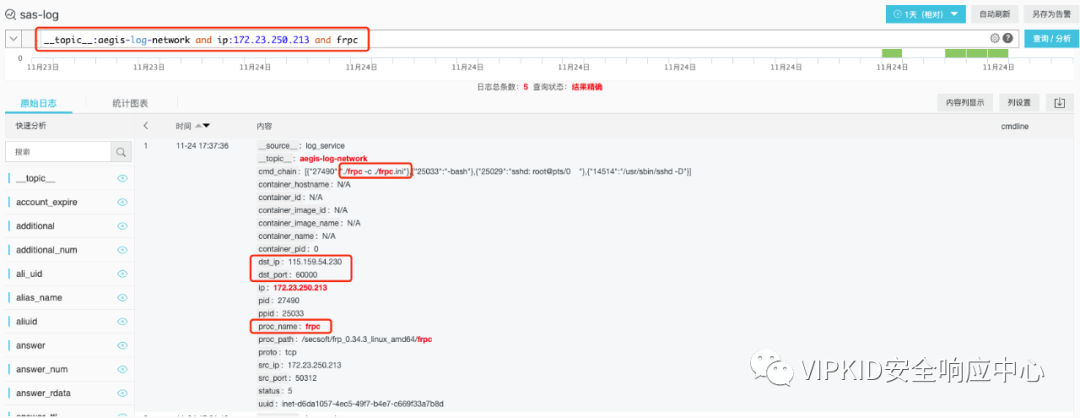 sas-log
1天（相对）
自动刷新
另存为告警
__topic__:aegis-log-network and ip:172.23.250.213 and frpc
查询 / 分析
0
11月23日 11月23日 11月24日 11月24日 11月24日 11月24日 11月24日 11月24日 11月24日 11月24日
日志总条数：5 查询状态：结果精确
原始日志
统计图表
内容列显示
列设置
快速分析
时间
内容
cmdline
搜索
__topic__
account_expire
additional
additional_num
ali_uid
alias_name
aliuid
answer
answer_num
answer_rdata
1
11-24 17:37:36
__source__: log_service
__topic__: aegis-log-network
cmd_chain: [{"27490":"./frpc -c ./frpc.ini"},{"25033":"-bash"},{"25029":"sshd: root@pts/0 "},{"14514":"/usr/sbin/sshd -D"}]
container_hostname: N/A
container_id: N/A
container_image_id: N/A
container_image_name: N/A
container_name: N/A
container_pid: 0
dst_ip: 115.159.54.230
dst_port: 60000
ip: 172.23.250.213
pid: 27490
ppid: 25033
proc_name: frpc
proc_path: /secsoft/frp_0.34.3_linux_amd64/frpc
proto: tcp
src_ip: 172.23.250.213
src_port: 50312
status: 5
uuid: inet-d6da1057-4ec5-49f7-b4e7-c669f33a7b8d
VIPKID安全响应中心